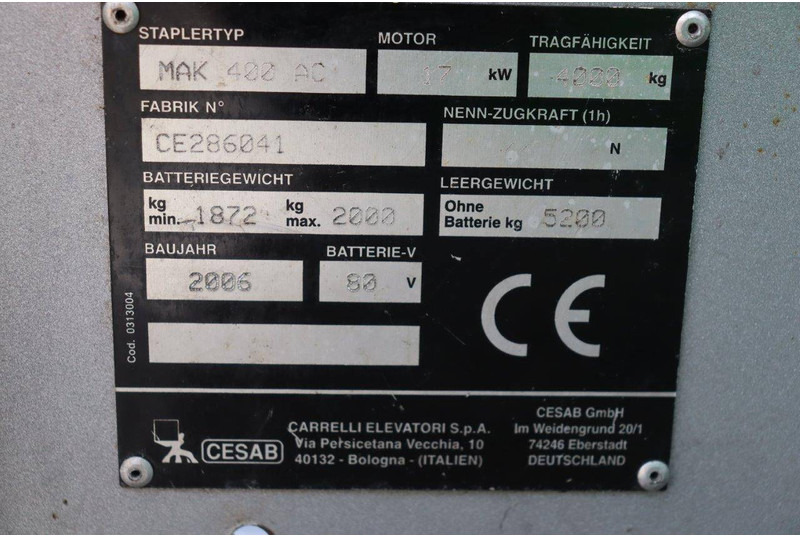 STAPLERTYP MOTOR TRAGFÄHIGKEIT
MAK 400 AC 17 kW 4000 kg
FABRIK N° NENN-ZUGKRAFT (1h)
CE286041 N
BATTERIEGEWICHT LEERGEWICHT
kg min. 1872 kg max. 2000 Ohne Batterie kg 5200
BAUJAHR BATTERIE-V
2006 80 V
CE
Cod. 0313004
CESAB
CARRELLI ELEVATORI S.p.A.
Via Persicetana Vecchia, 10
40132 - Bologna - (ITALIEN)
CESAB GmbH
Im Weidengrund 20/1
74246 Eberstadt
DEUTSCHLAND